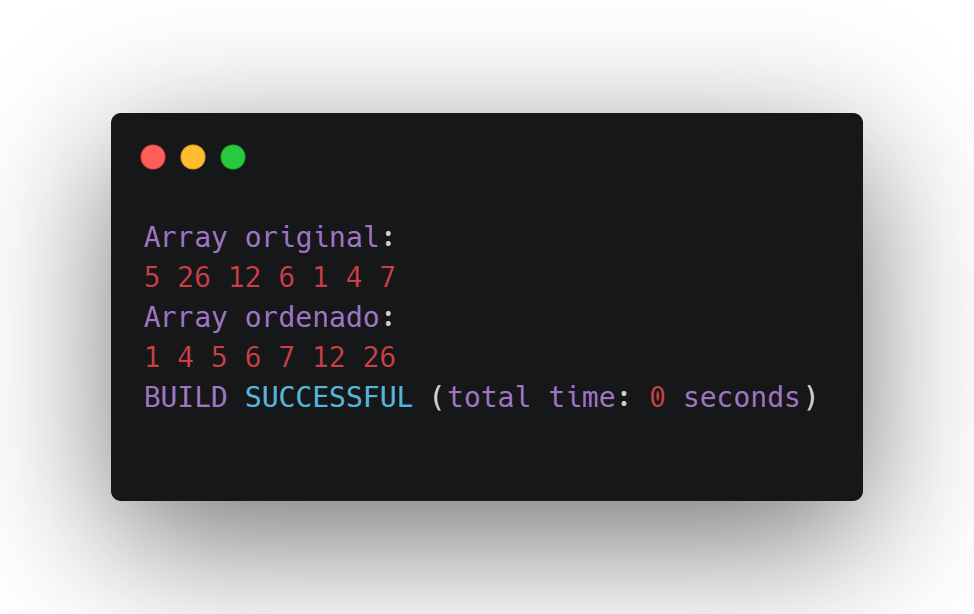 Array original:
5 26 12 6 1 4 7
Array ordenado:
1 4 5 6 7 12 26
BUILD SUCCESSFUL (total time: 0 seconds)